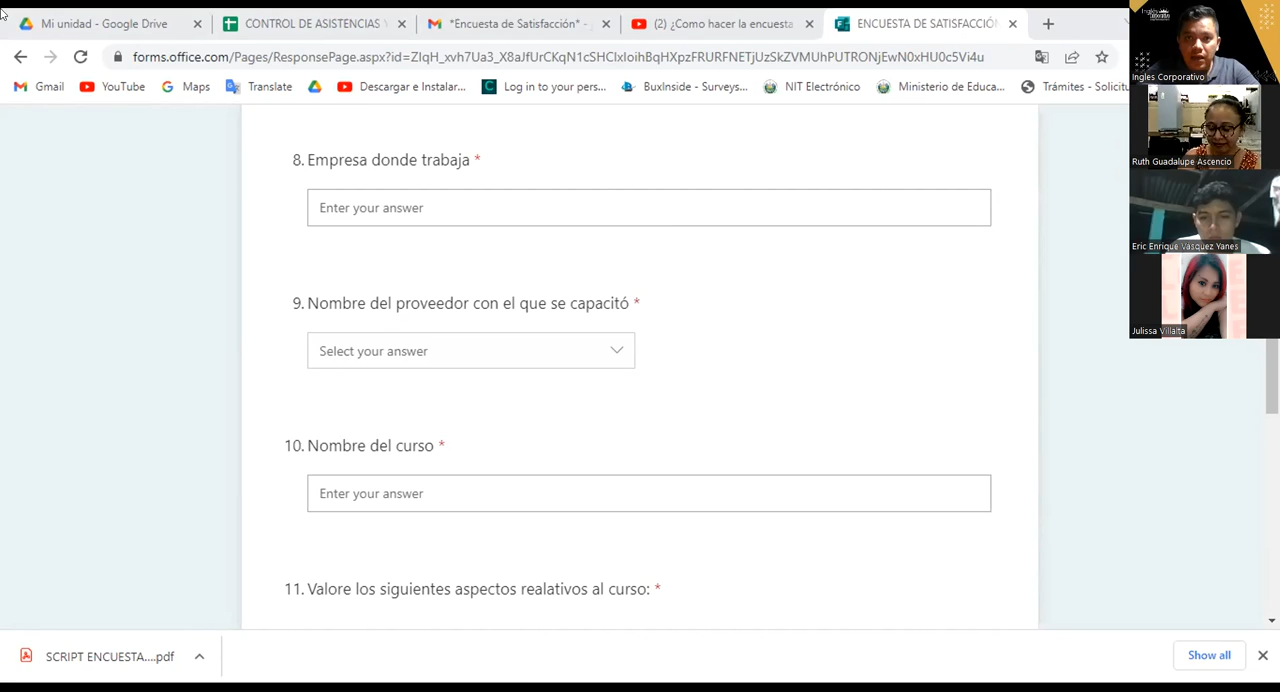 Mi unidad - Google Drive
CONTROL DE ASISTENCIAS Y
*Encuesta de Satisfacción* -
(2) ¿Como hacer la encuesta
ENCUESTA DE SATISFACCIÓN
forms.office.com/Pages/ResponsePage.aspx?id=ZIqH_xvh7Ua3_X8aJfUrCKqN1cSHCIxIoihBqHXpzFRURFNETjUzSkZVMUhPUTRONjEwN0xHU0c5Vi4u
Gmail
YouTube
Maps
Translate
Descargar e Instalar...
Log in to your pers...
BuxInside - Surveys...
NIT Electrónico
Ministerio de Educa...
Trámites - Solicitu
Inglés
CORPORATIVO
Ingles Corporativo
Ruth Guadalupe Ascencio
Eric Enrique Vasquez Yanes
Julissa Villalta
8. Empresa donde trabaja *
Enter your answer
9. Nombre del proveedor con el que se capacitó *
Select your answer
10. Nombre del curso *
Enter your answer
11. Valore los siguientes aspectos realativos al curso: *
SCRIPT ENCUESTA....pdf
Show all